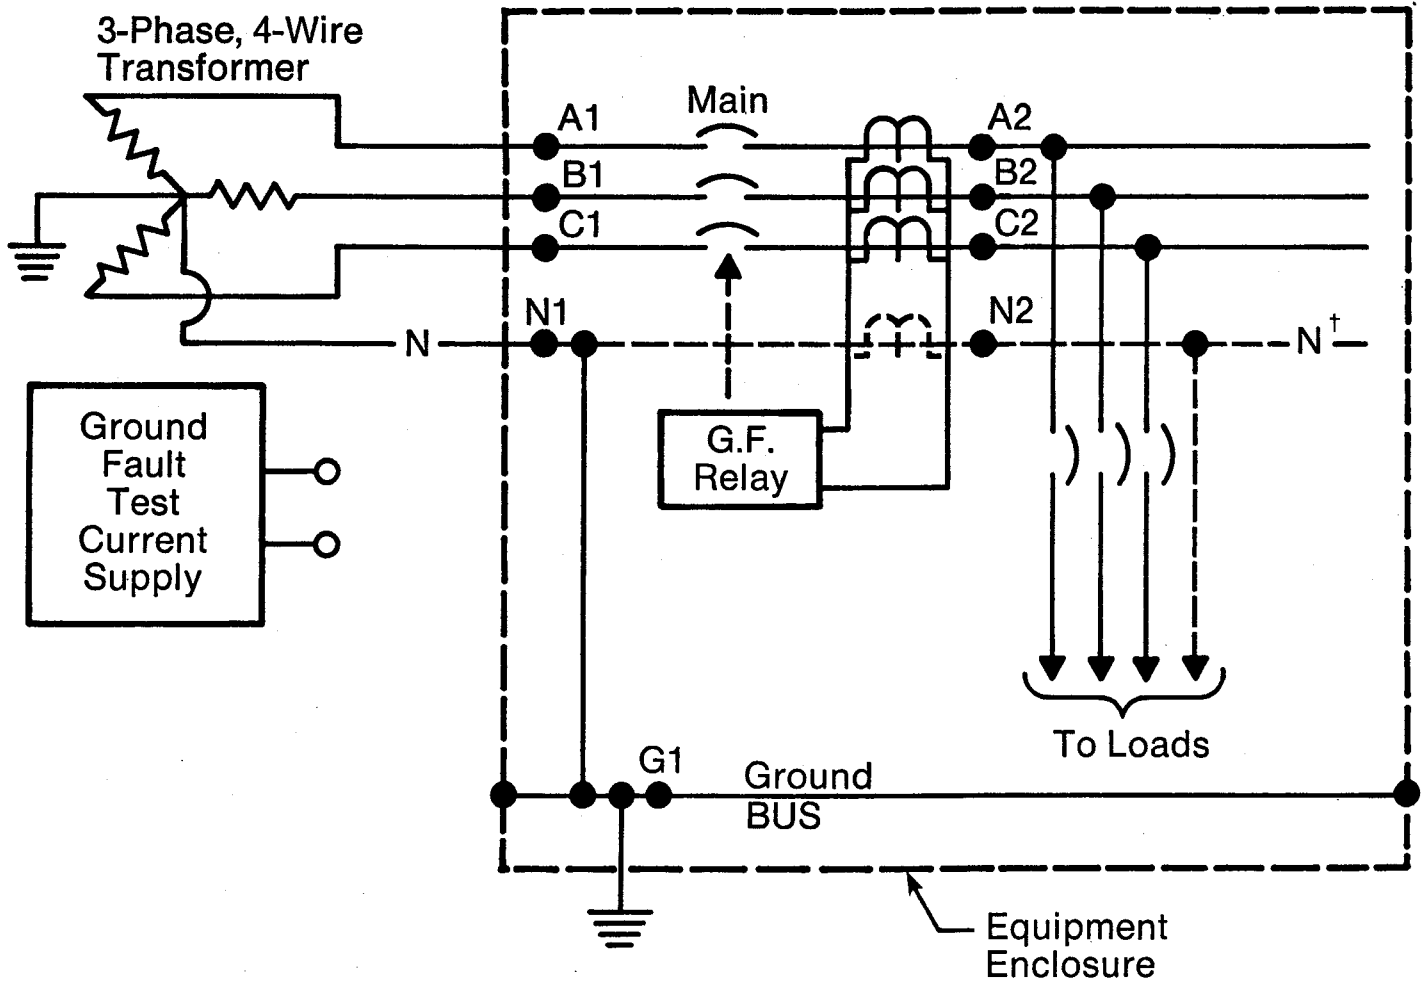 3-Phase, 4-Wire
Transformer
Main
A1
A2
B1
B2
C1
C2
N1
N2
N
N†
Ground
Fault
Test
Current
Supply
G.F.
Relay
To Loads
G1
Ground
BUS
Equipment
Enclosure